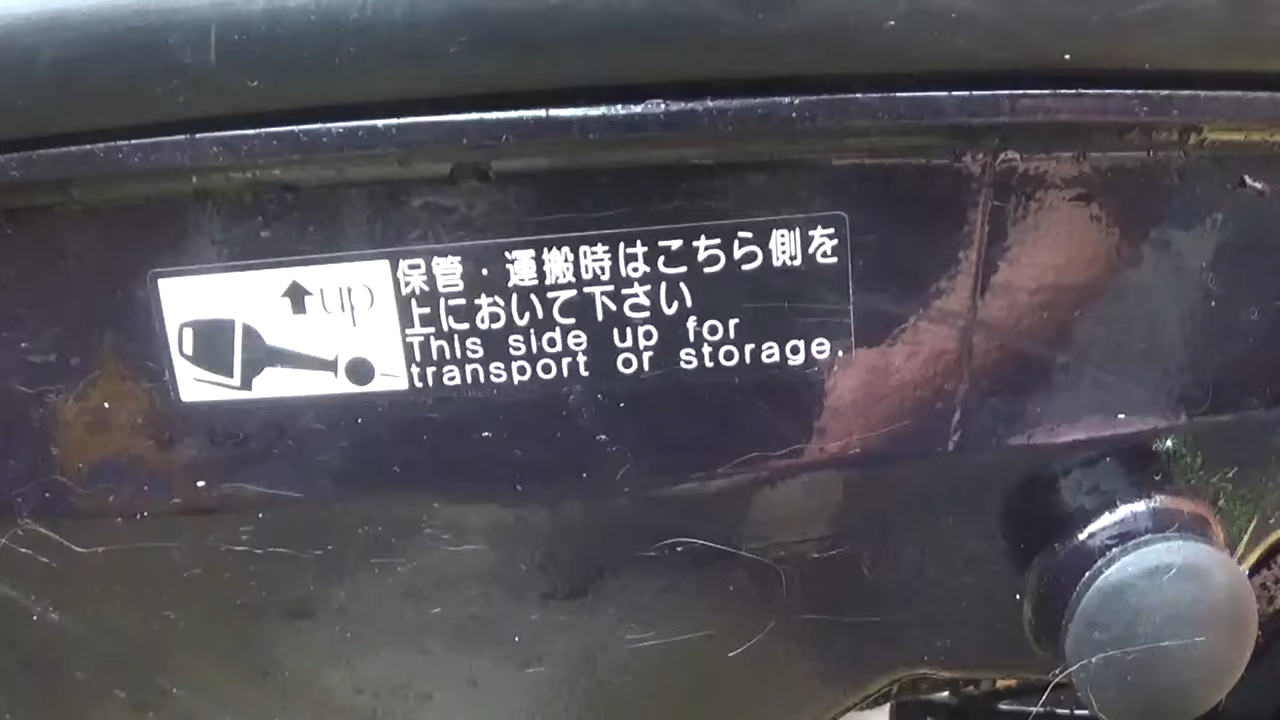 up
保管・運搬時はこちら側を
上において下さい
This side up for
transport or storage.